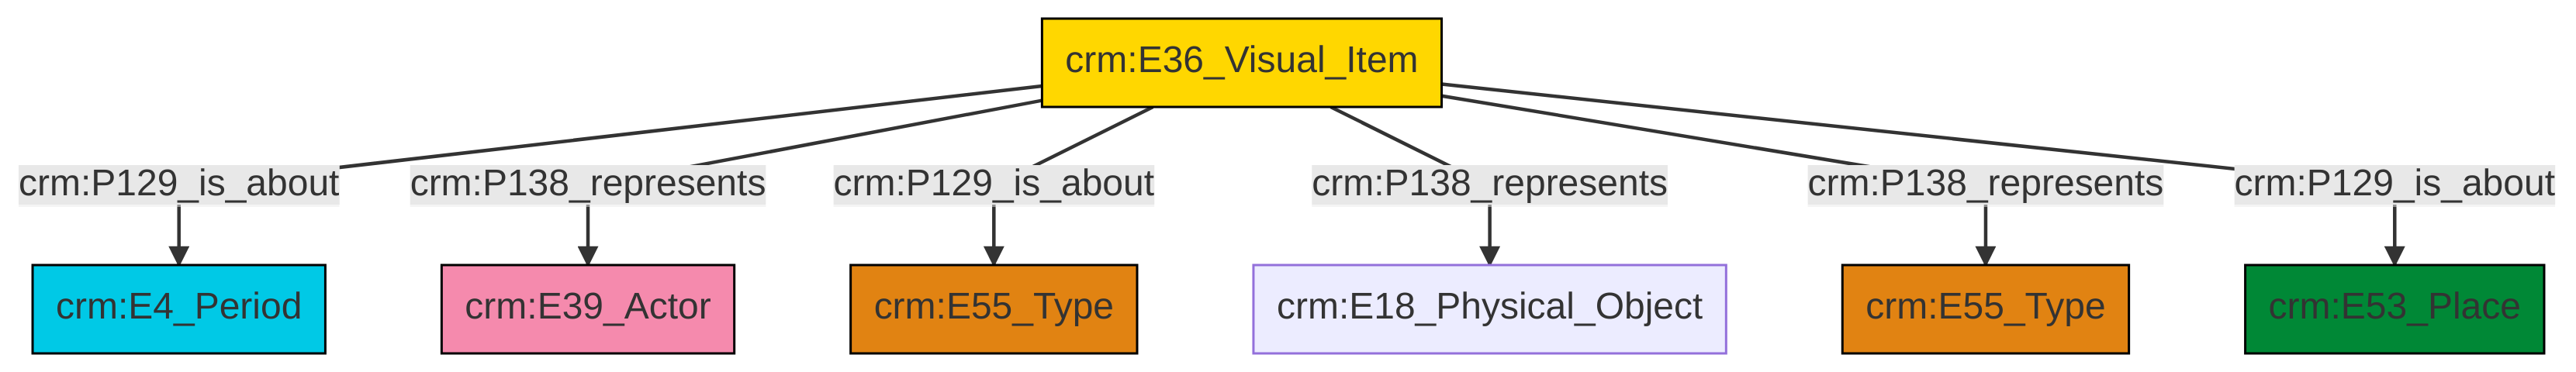 crm:E36_Visual_Item
crm:P129_is_about
crm:P138_represents
crm:P129_is_about
crm:P138_represents
crm:P138_represents
crm:P129_is_about
crm:E4_Period
crm:E39_Actor
crm:E55_Type
crm:E18_Physical_Object
crm:E55_Type
crm:E53_Place